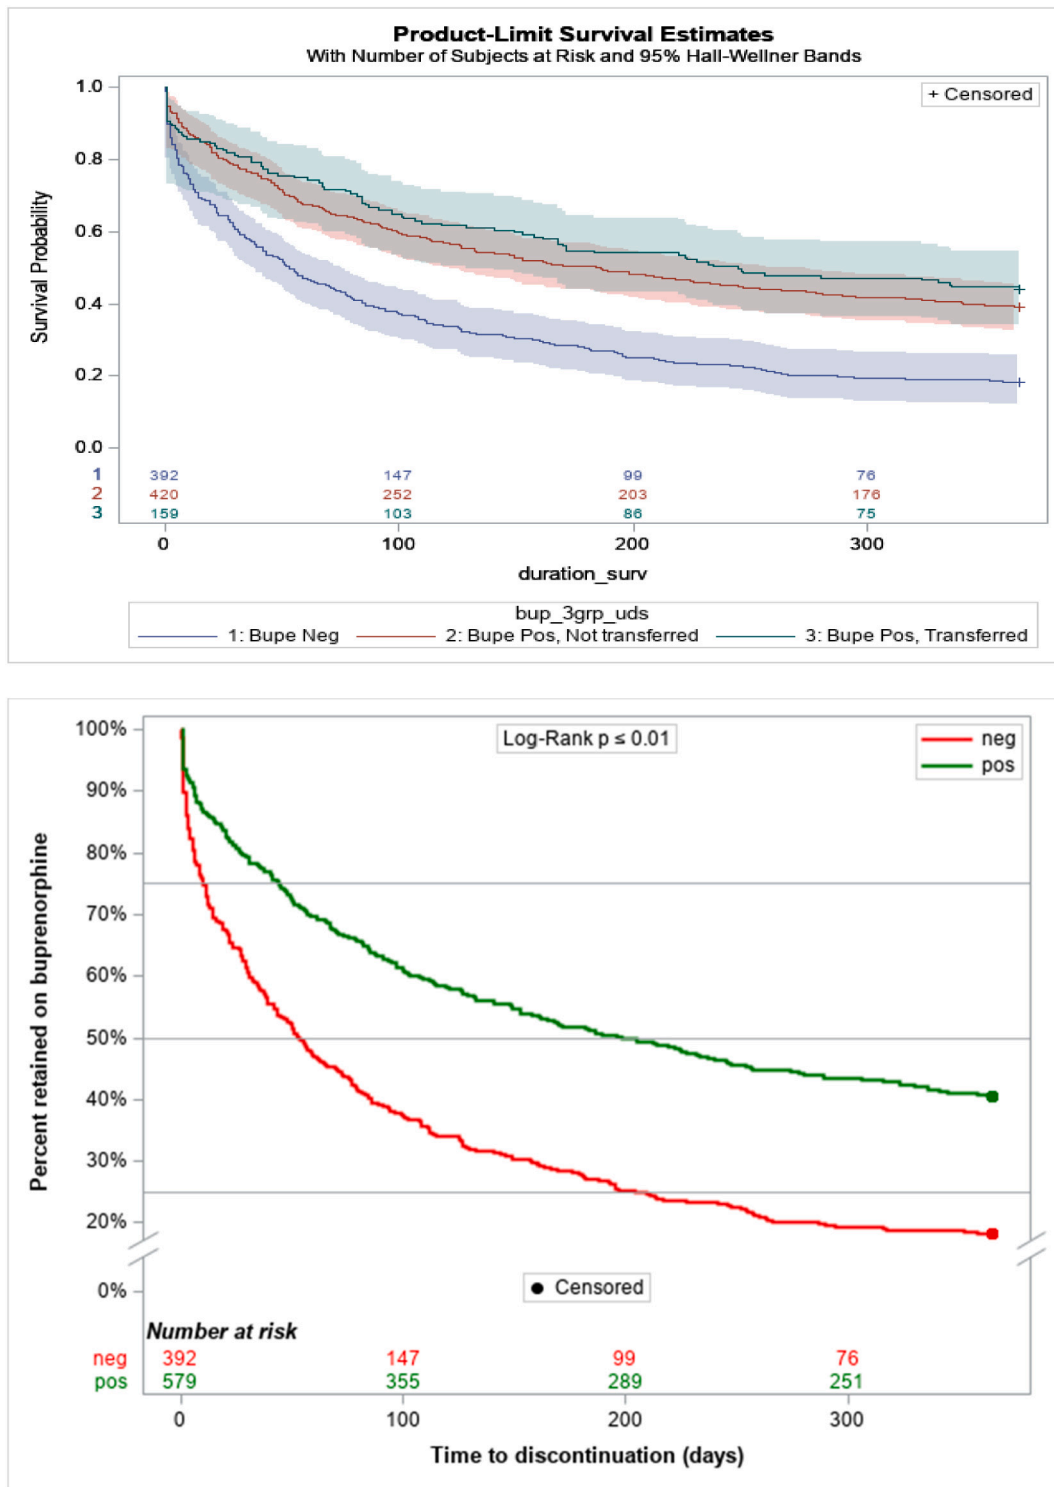 Product-Limit Survival Estimates
With Number of Subjects at Risk and 95% Hall-Wellner Bands
+ Censored
1.0
0.8
0.6
0.4
0.2
0.0
Survival Probability
1 392 147 99 76
2 420 252 203 176
3 159 103 86 75
0 100 200 300
duration_surv
bup_3grp_uds
1: Bupe Neg 2: Bupe Pos, Not transferred 3: Bupe Pos, Transferred
Log-Rank p ≤ 0.01
neg
pos
100%
90%
80%
70%
60%
50%
40%
30%
20%
0%
Percent retained on buprenorphine
Censored
Number at risk
neg 392 147 99 76
pos 579 355 289 251
0 100 200 300
Time to discontinuation (days)